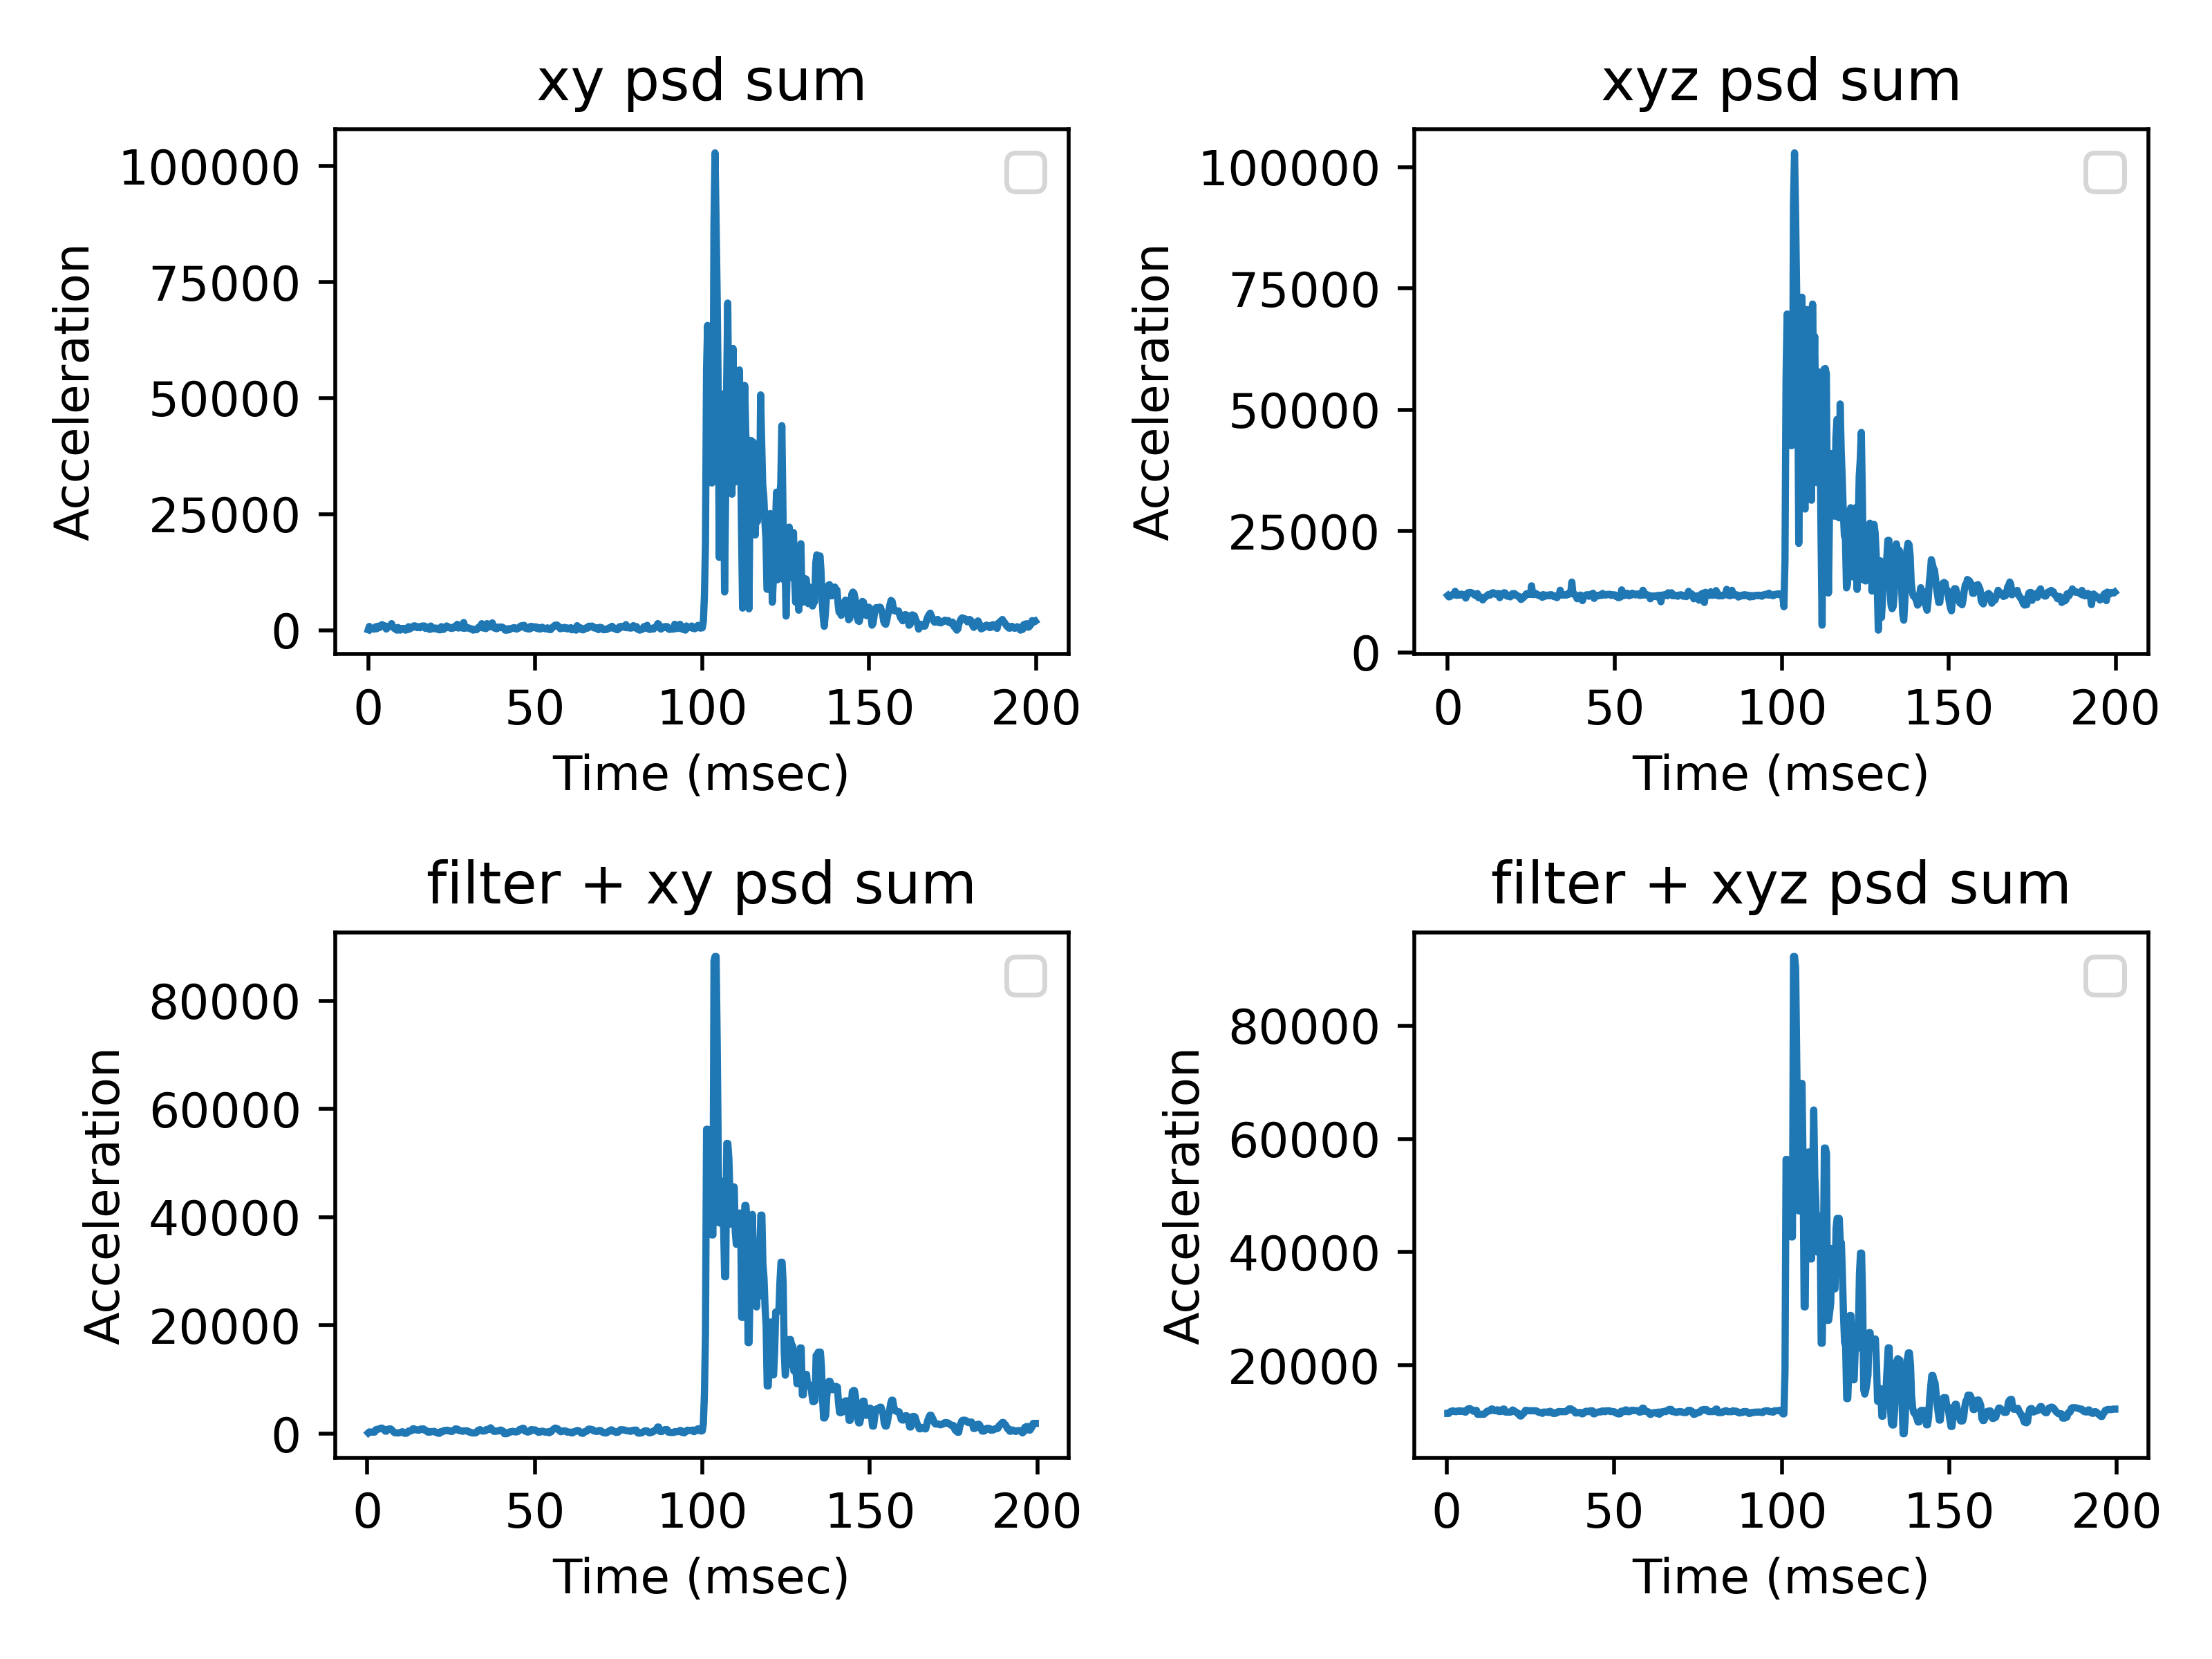 xy psd sum
Acceleration
100000
75000
50000
25000
0
0 50 100 150 200
Time (msec)
xyz psd sum
Acceleration
100000
75000
50000
25000
0
0 50 100 150 200
Time (msec)
filter + xy psd sum
Acceleration
80000
60000
40000
20000
0
0 50 100 150 200
Time (msec)
filter + xyz psd sum
Acceleration
80000
60000
40000
20000
0 50 100 150 200
Time (msec)